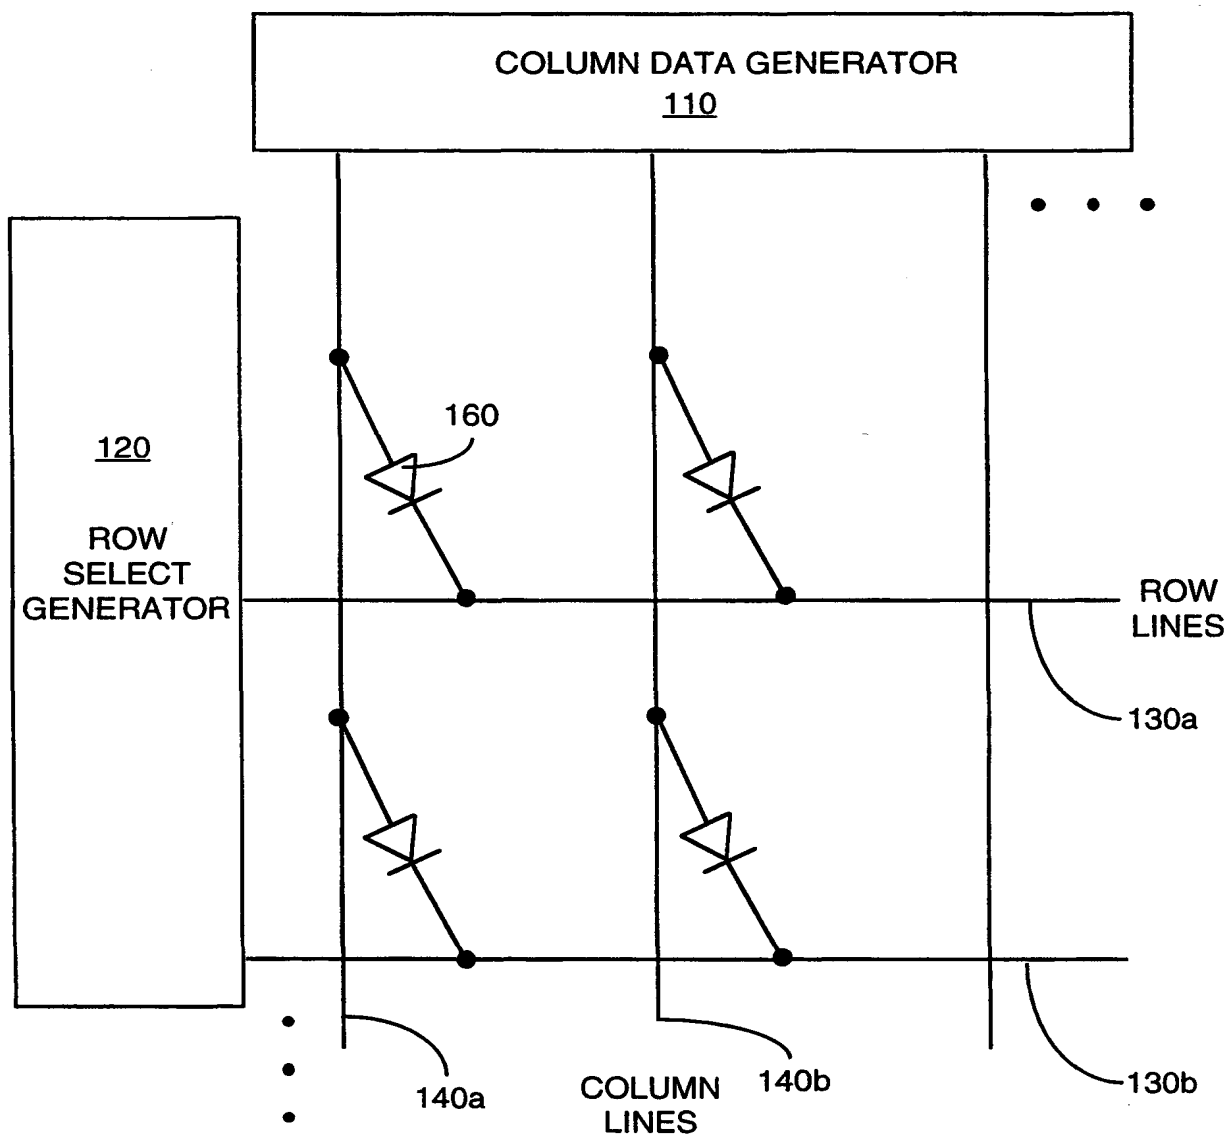 COLUMN DATA GENERATOR
110
160
120
ROW
SELECT
GENERATOR
ROW
LINES
130a
140a
COLUMN
LINES
140b
130b